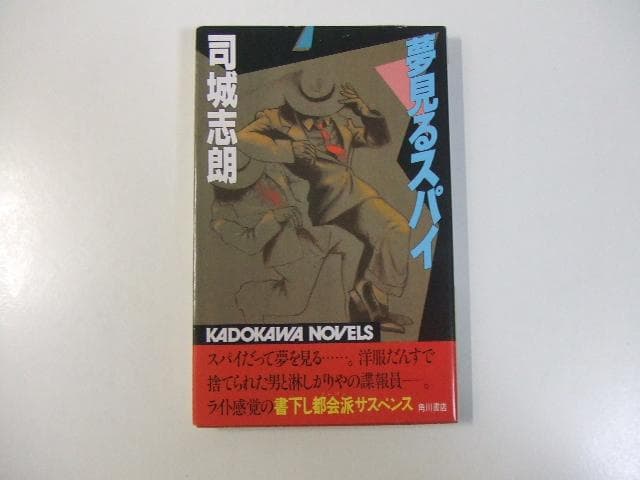 夢見るスパイ
司城志朗
KADOKAWA NOVELS
スパイだって夢を見る……。洋服だんすで
捨てられた男と淋しがりやの諜報員―。
ライト感覚の書下し都会派サスペンス 角川書店